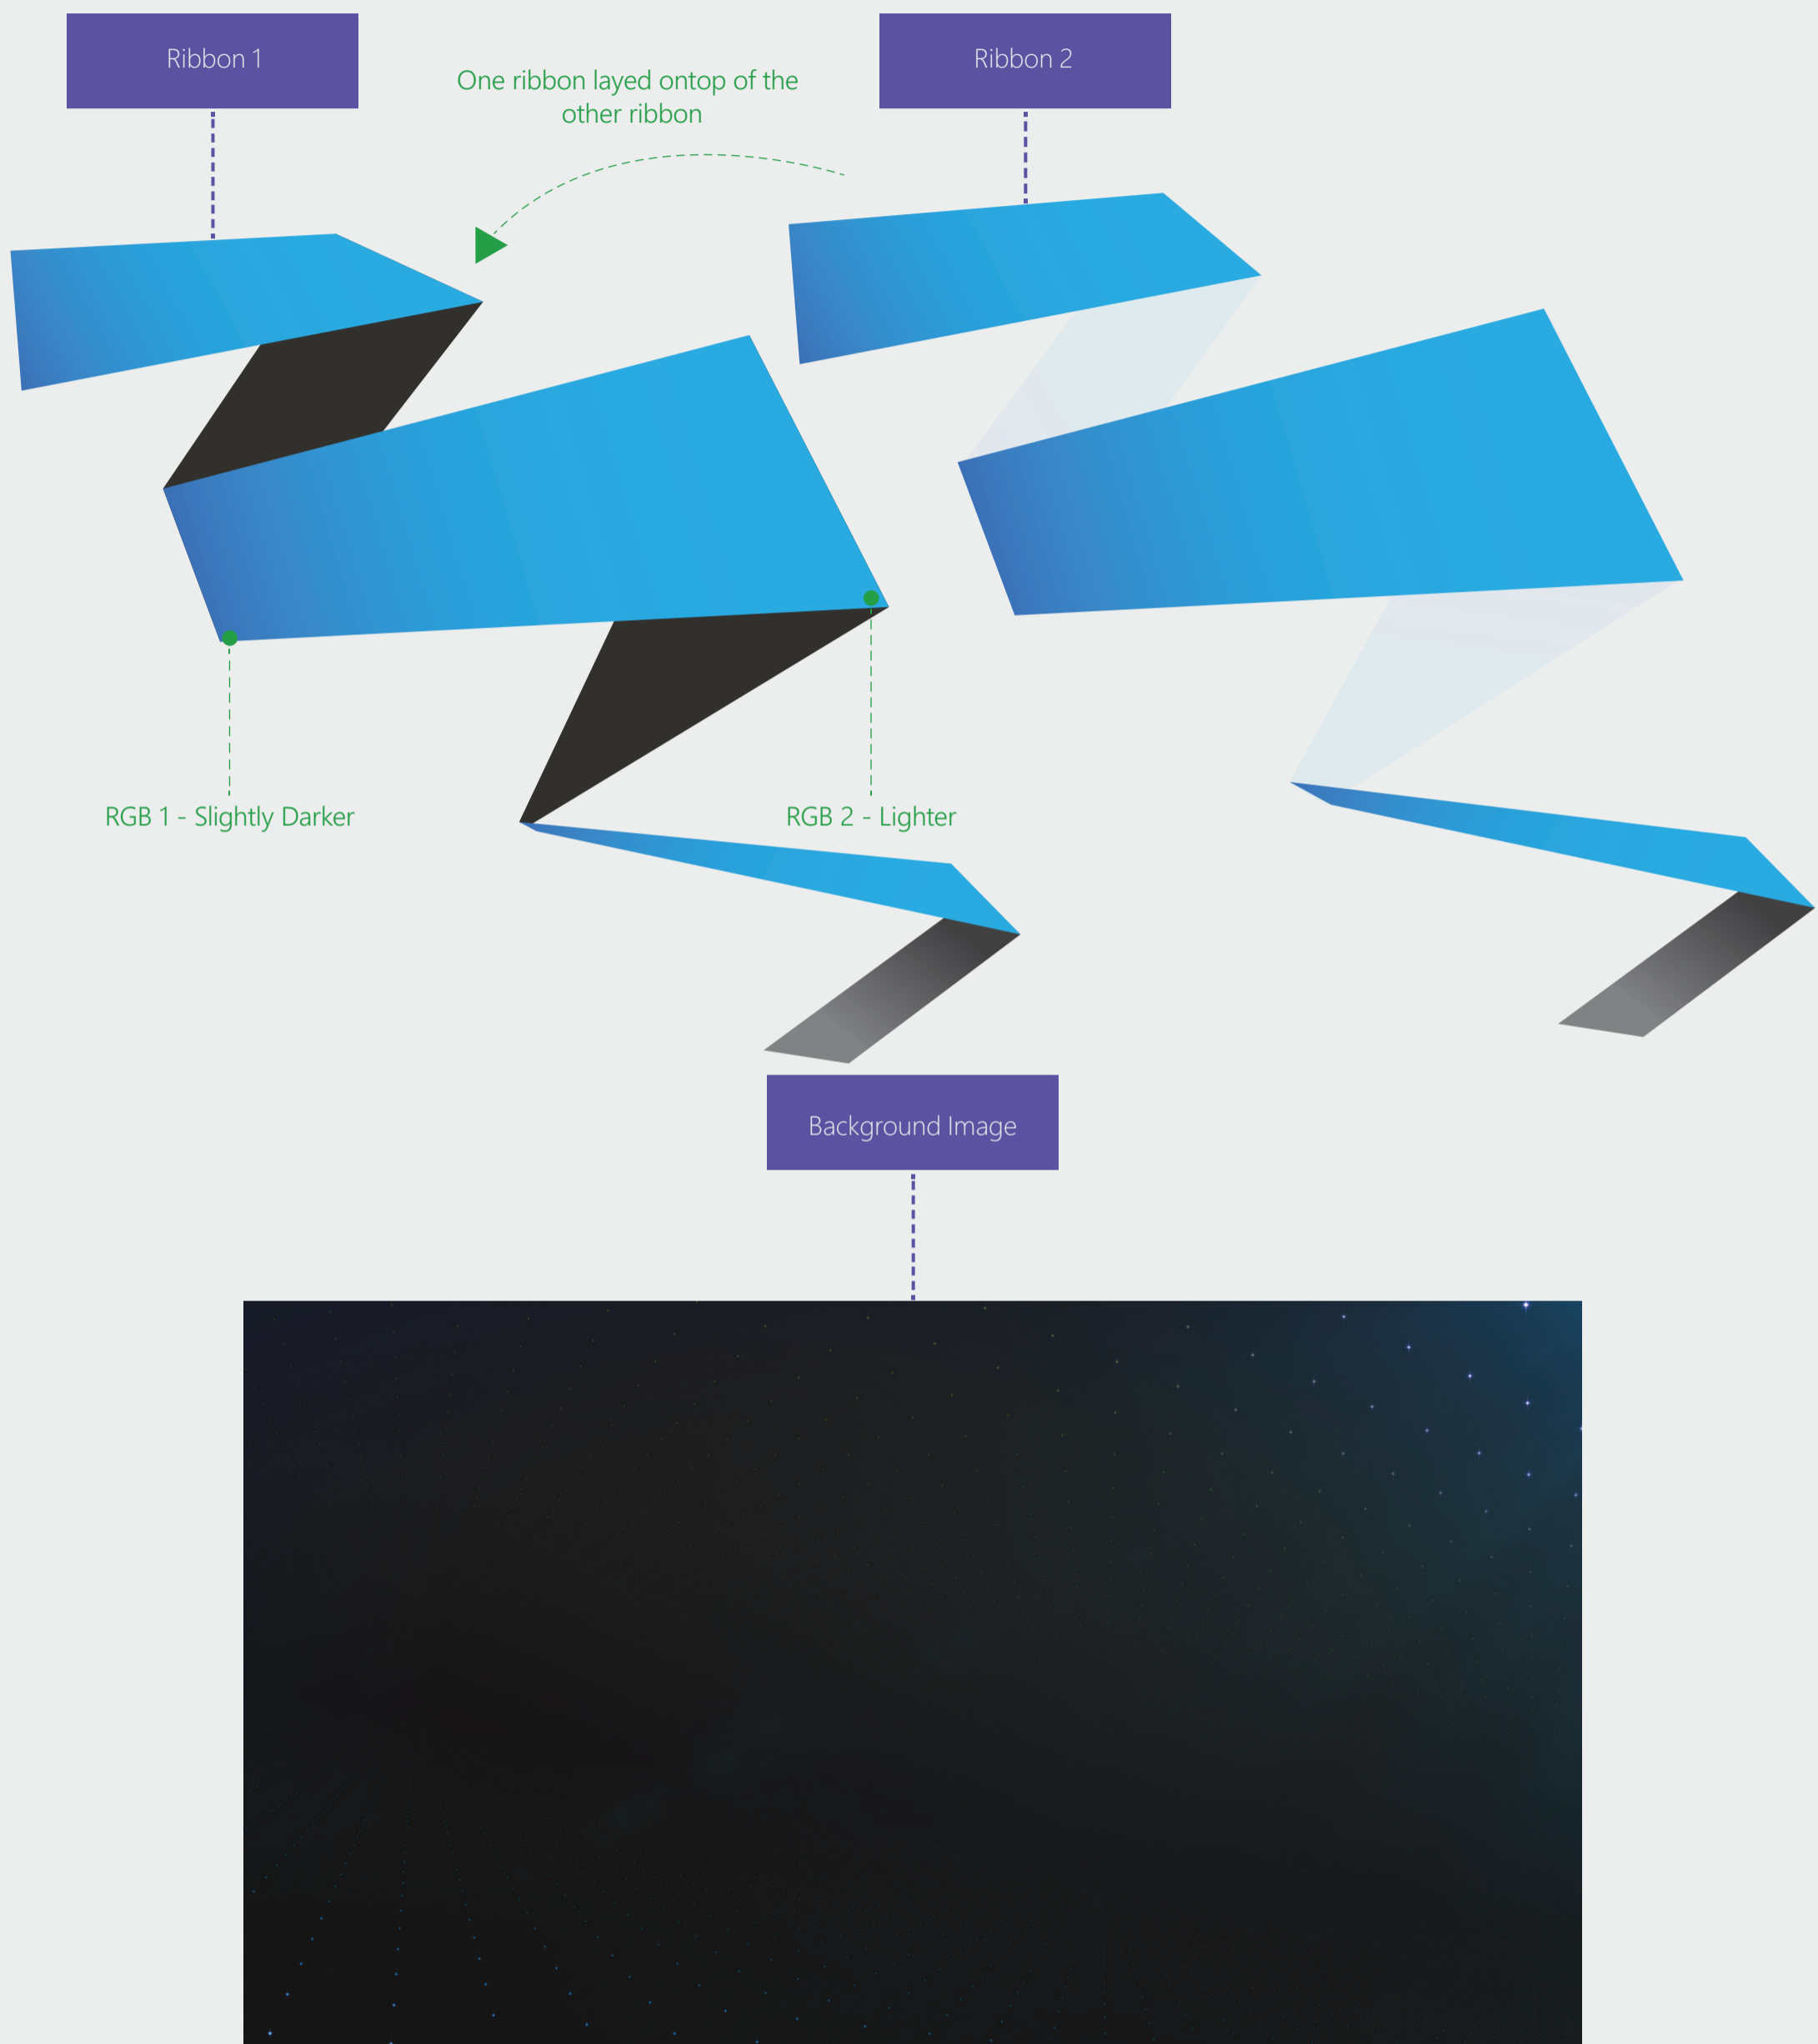 Ribbon 1
One ribbon layed ontop of the
other ribbon
Ribbon 2
RGB 1 - Slightly Darker
RGB 2 - Lighter
Background Image